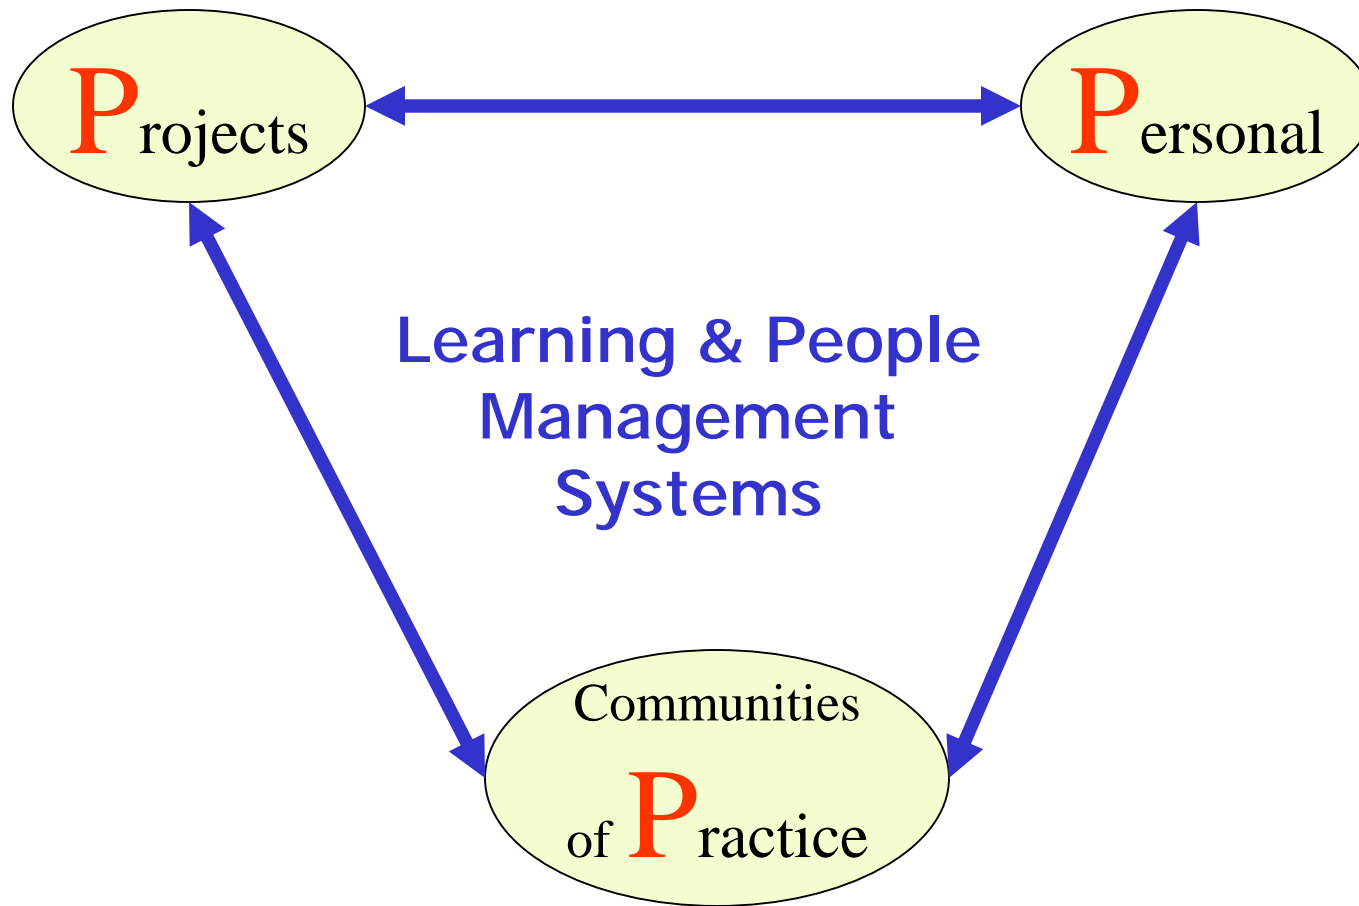 Projects
Personal
Learning & People
Management
Systems
Communities
of Practice